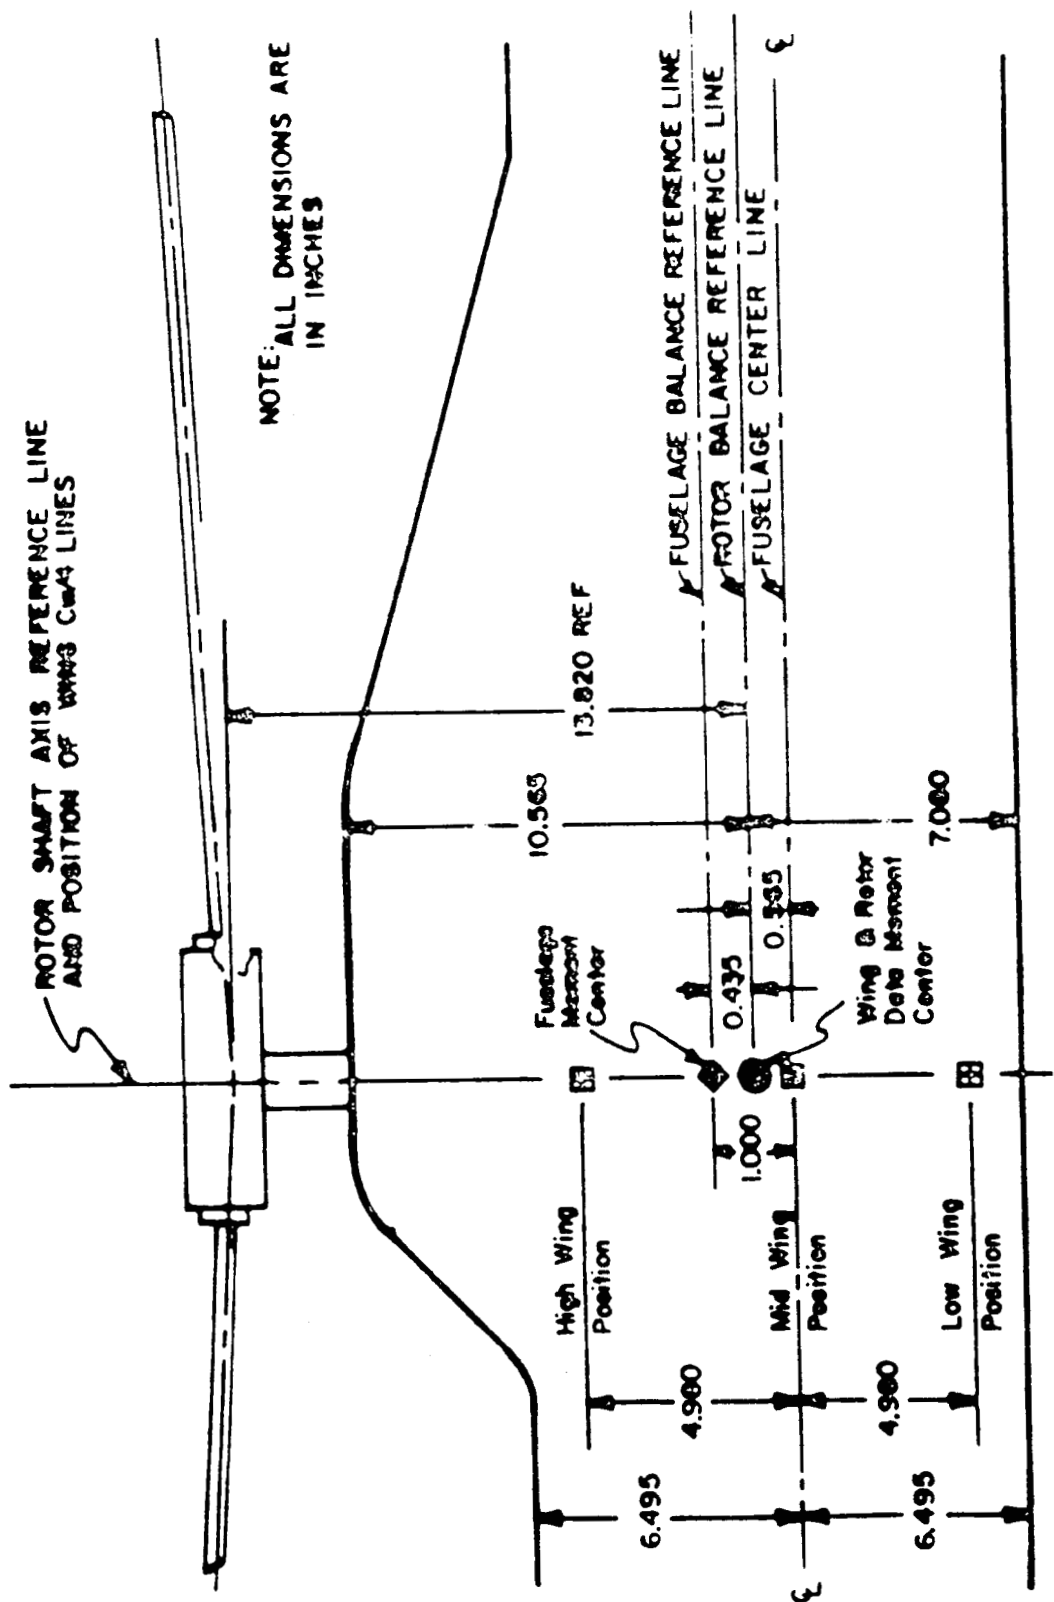 ROTOR SHAFT AXIS REFERENCE LINE
AND POSITION OF WING C LINES
NOTE: ALL DIMENSIONS ARE
IN INCHES
FUSELAGE BALANCE REFERENCE LINE
ROTOR BALANCE REFERENCE LINE
FUSELAGE CENTER LINE
℄
13.820 REF
10.565
7.060
0.435
0.565
Fuselage
Moment
Center
Wing & Rotor
Data Moment
Center
1.000
High Wing
Position
Mid Wing
Position
Low Wing
Position
4.980
4.980
6.495
6.495
℄